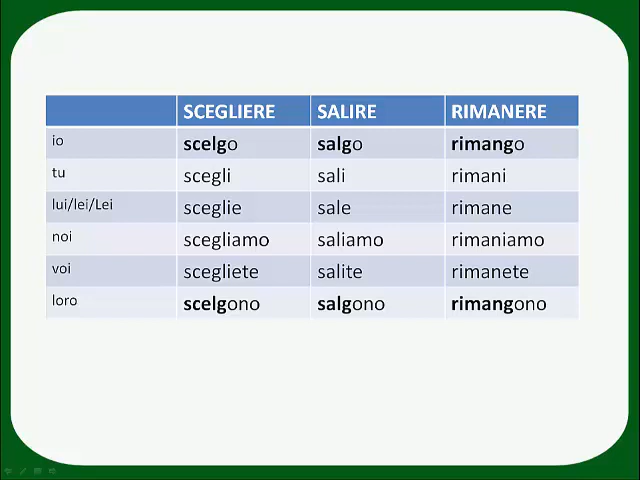 SCEGLIERE SALIRE RIMANERE
io scelgo salgo rimango
tu scegli sali rimani
lui/lei/Lei sceglie sale rimane
noi scegliamo saliamo rimaniamo
voi scegliete salite rimanete
loro scelgono salgono rimangono